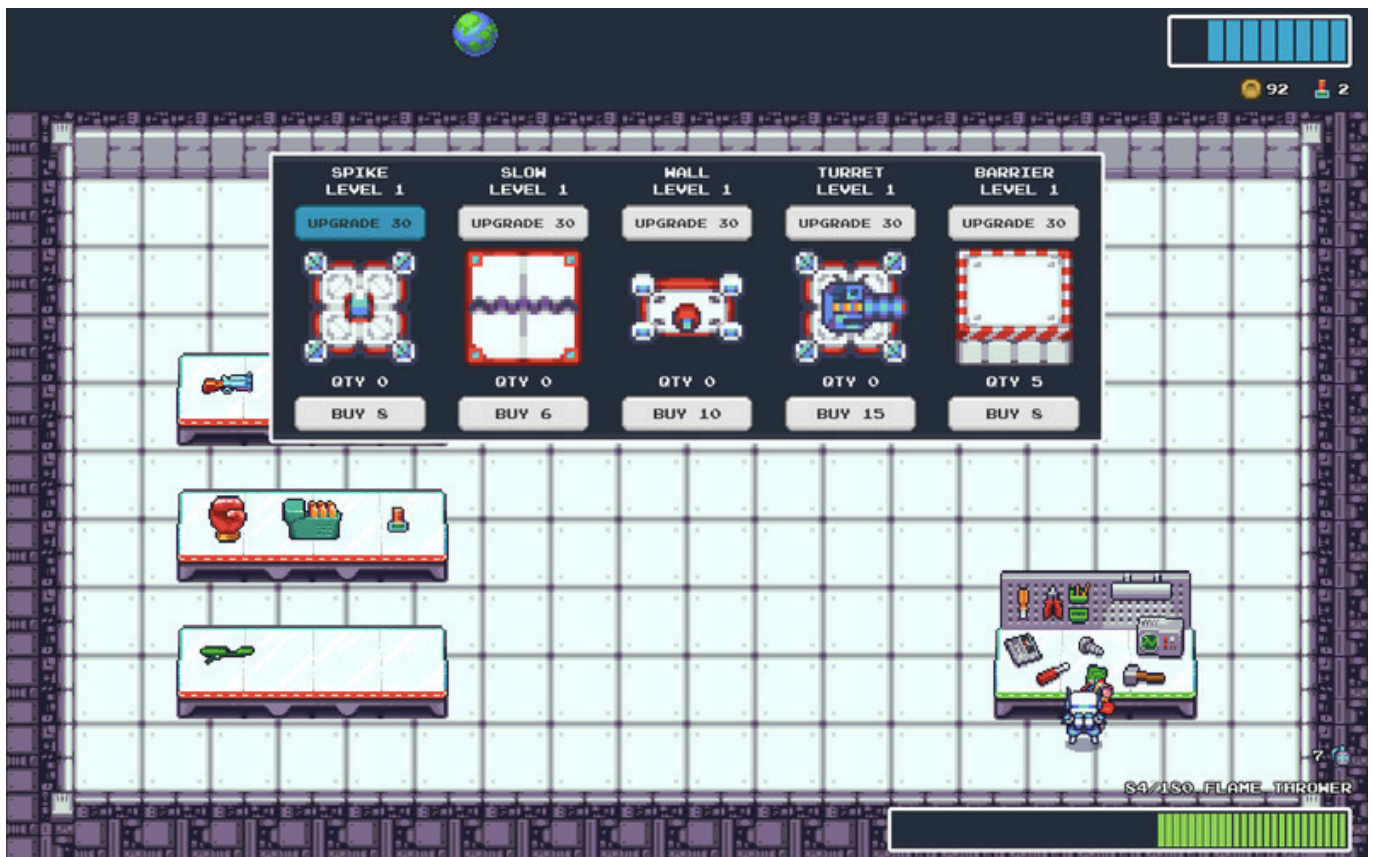 92 2
SPIKE
LEVEL 1
SLOW
LEVEL 1
WALL
LEVEL 1
TURRET
LEVEL 1
BARRIER
LEVEL 1
UPGRADE 30
UPGRADE 30
UPGRADE 30
UPGRADE 30
UPGRADE 30
QTY 0
QTY 0
QTY 0
QTY 0
QTY 5
BUY 8
BUY 6
BUY 10
BUY 15
BUY 8
7
84/180 FLAME THROWER